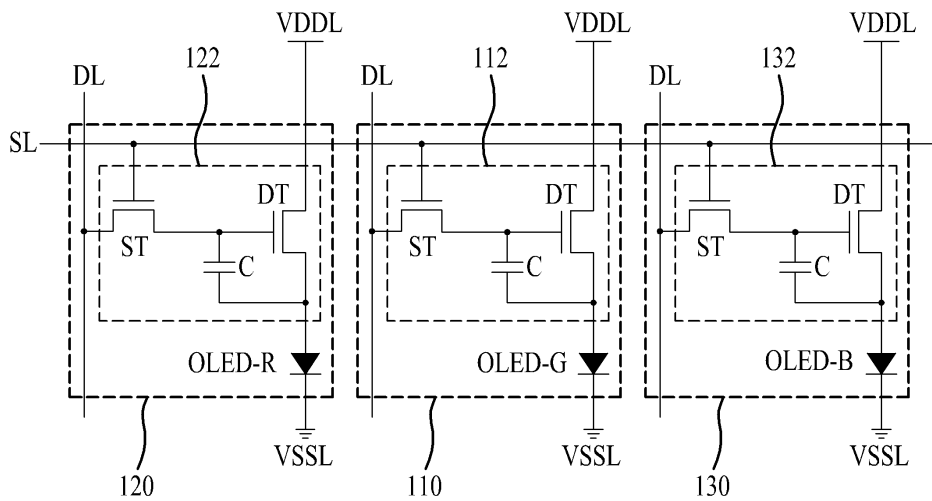 VDDL VDDL VDDL
122 112 132
DL DL DL
SL
DT DT DT
ST ST ST
C C C
OLED-R OLED-G OLED-B
VSSL VSSL VSSL
120 110 130